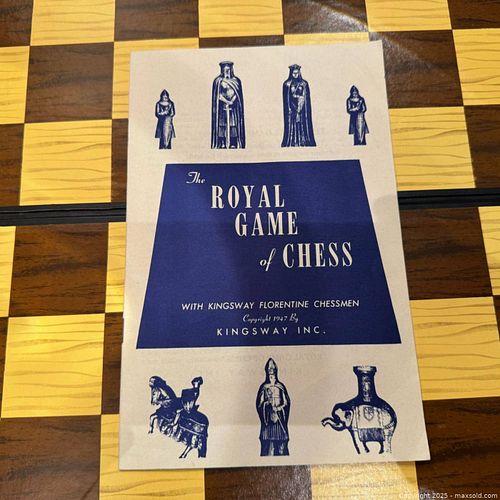 The
ROYAL
GAME
of CHESS
WITH KINGSWAY FLORENTINE CHESSMEN
Copyright 1947 By
KINGSWAY INC.
copyright 2025 - maxsold.com